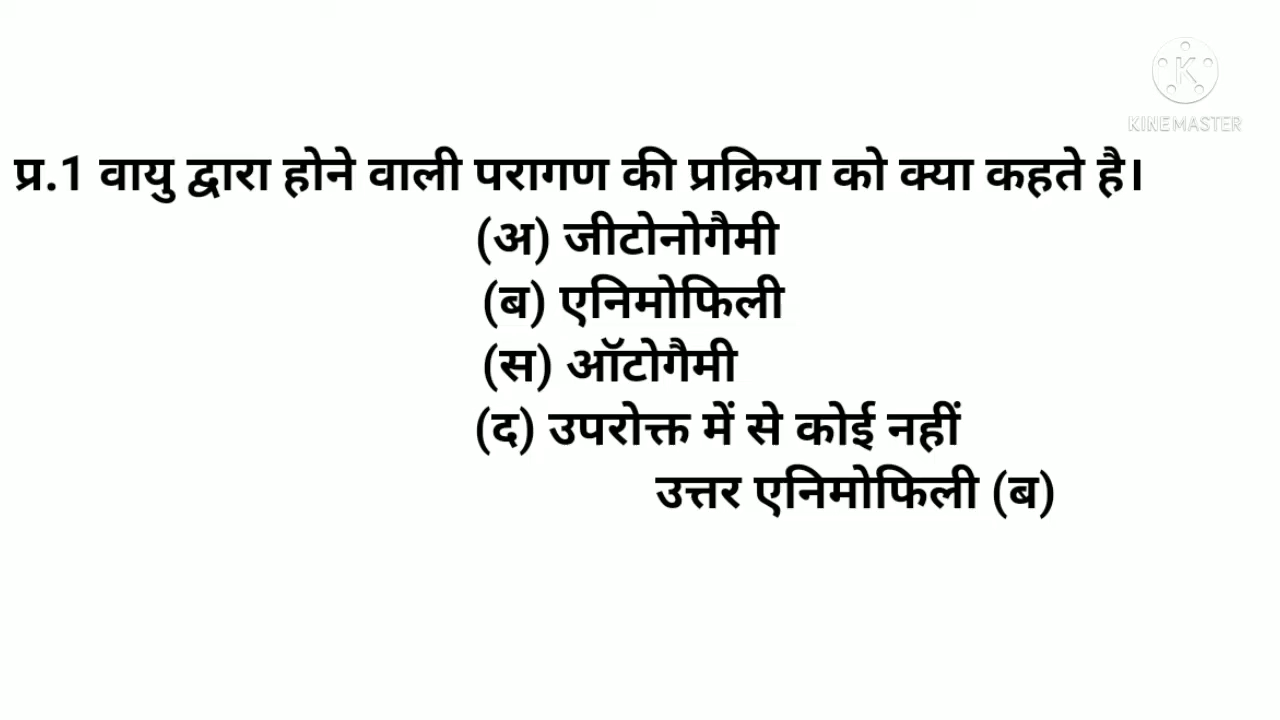 KINEMASTER
प्र.1 वायु द्वारा होने वाली परागण की प्रक्रिया को क्या कहते है।
(अ) जीटोनोगैमी
(ब) एनिमोफिली
(स) ऑटोगैमी
(द) उपरोक्त में से कोई नहीं
उत्तर एनिमोफिली (ब)